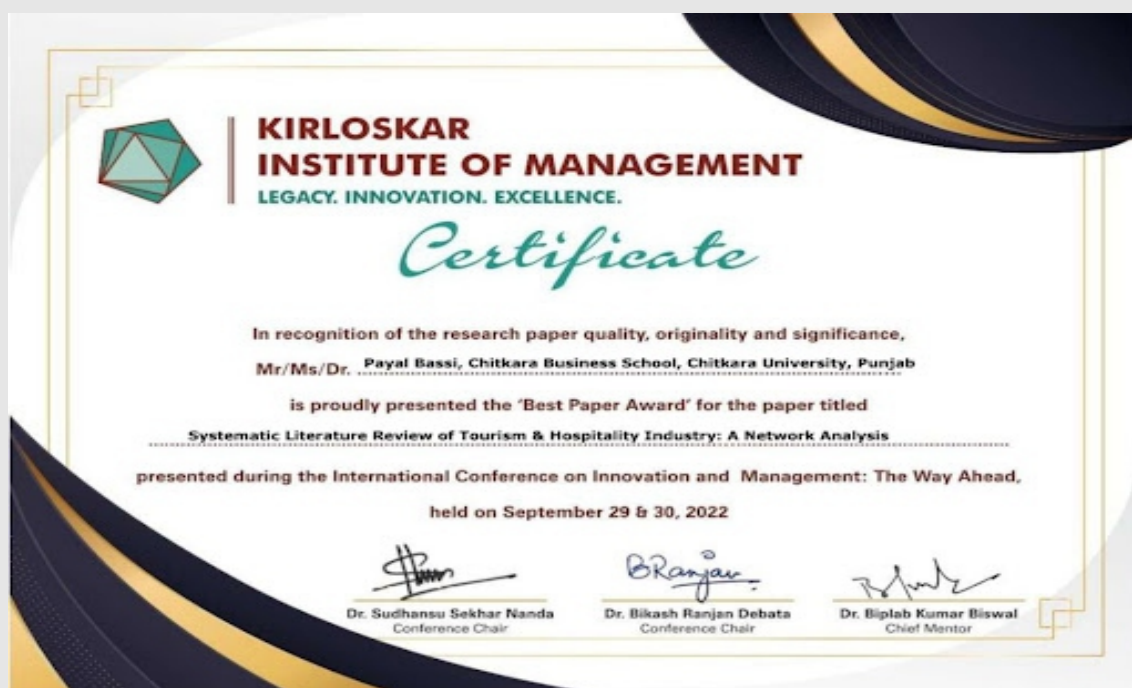 KIRLOSKAR
INSTITUTE OF MANAGEMENT
LEGACY. INNOVATION. EXCELLENCE.
Certificate
In recognition of the research paper quality, originality and significance,
Mr/Ms/Dr. Payal Bassi, Chitkara Business School, Chitkara University, Punjab
is proudly presented the 'Best Paper Award' for the paper titled
Systematic Literature Review of Tourism & Hospitality Industry: A Network Analysis
presented during the International Conference on Innovation and Management: The Way Ahead,
held on September 29 & 30, 2022
BRanjan
Dr. Sudhansu Sekhar Nanda Dr. Bikash Ranjan Debata Dr. Biplab Kumar Biswal
Conference Chair Conference Chair Chief Mentor